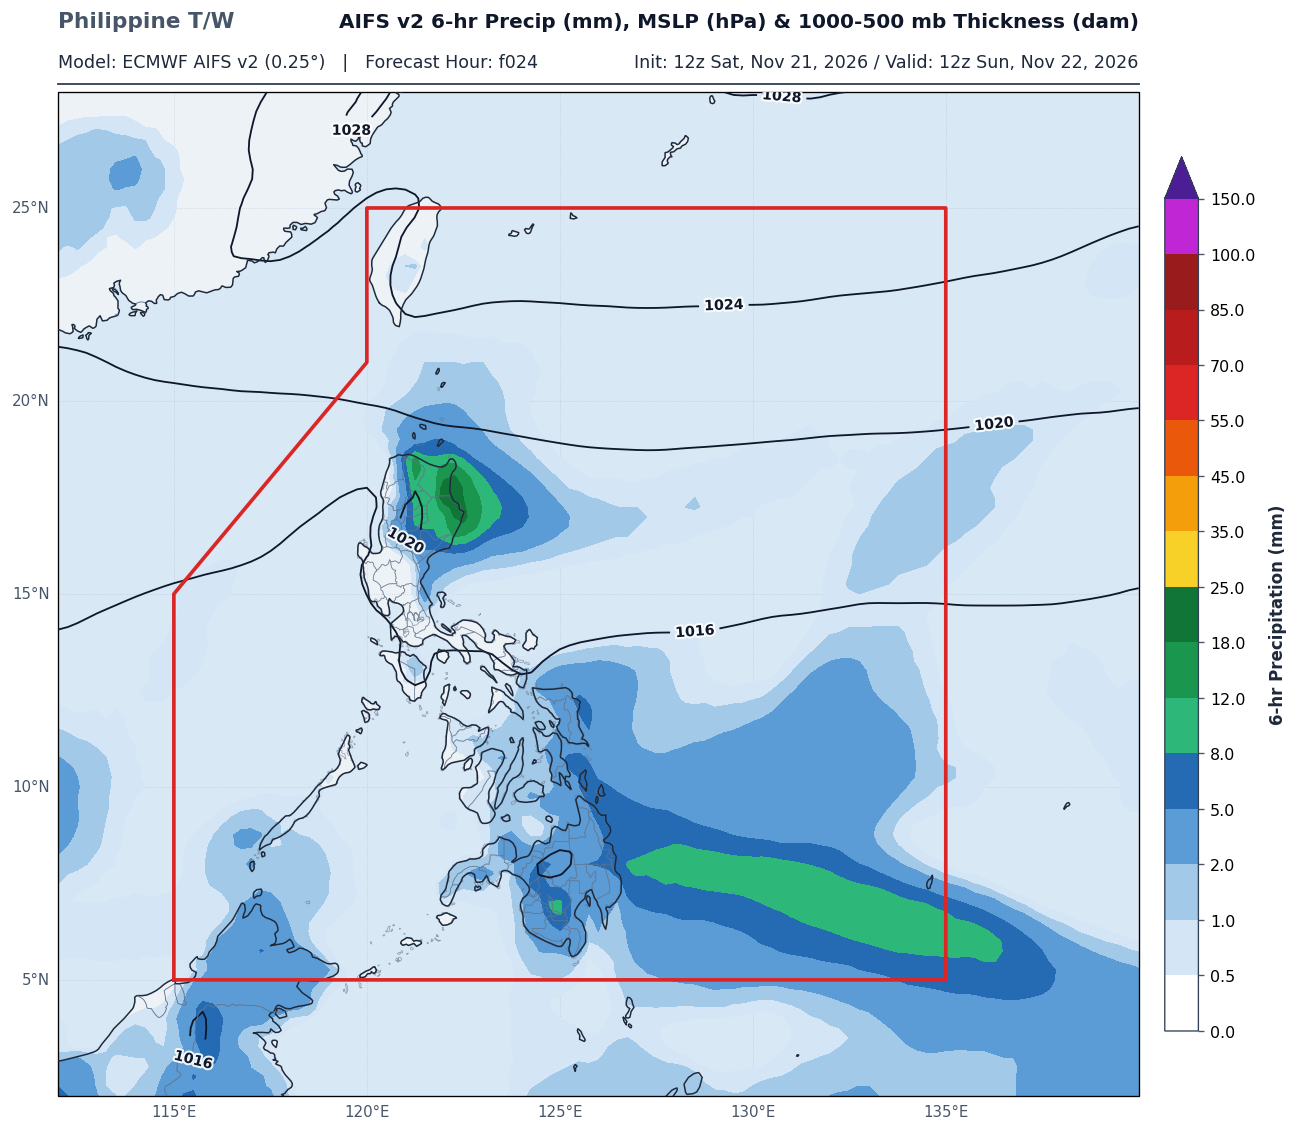 Philippine T/W
AIFS v2 6-hr Precip (mm), MSLP (hPa) & 1000-500 mb Thickness (dam)
Model: ECMWF AIFS v2 (0.25°) | Forecast Hour: f024
Init: 12z Sat, Nov 21, 2026 / Valid: 12z Sun, Nov 22, 2026
1028
1028
1024
1020
1020
1016
1016
25°N
20°N
15°N
10°N
5°N
115°E
120°E
125°E
130°E
135°E
150.0
100.0
85.0
70.0
55.0
45.0
35.0
25.0
18.0
12.0
8.0
5.0
2.0
1.0
0.5
0.0
6-hr Precipitation (mm)